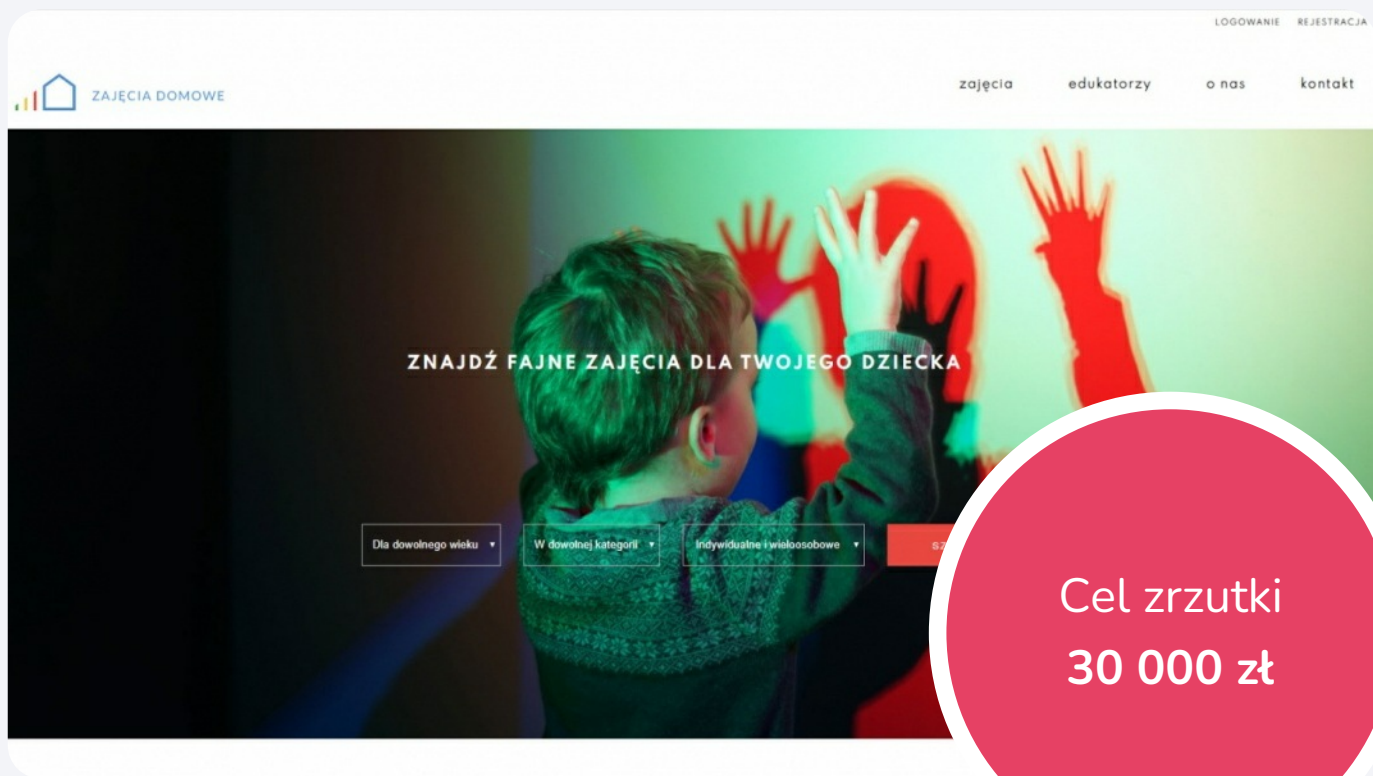 LOGOWANIE REJESTRACJA
ZAJĘCIA DOMOWE
zajęcia edukatorzy o nas kontakt
ZNAJDŹ FAJNE ZAJĘCIA DLA TWOJEGO DZIECKA
Dla dowolnego wieku W dowolnej kategorii Indywidualne i wieloosobowe
Cel zrzutki
30 000 zł